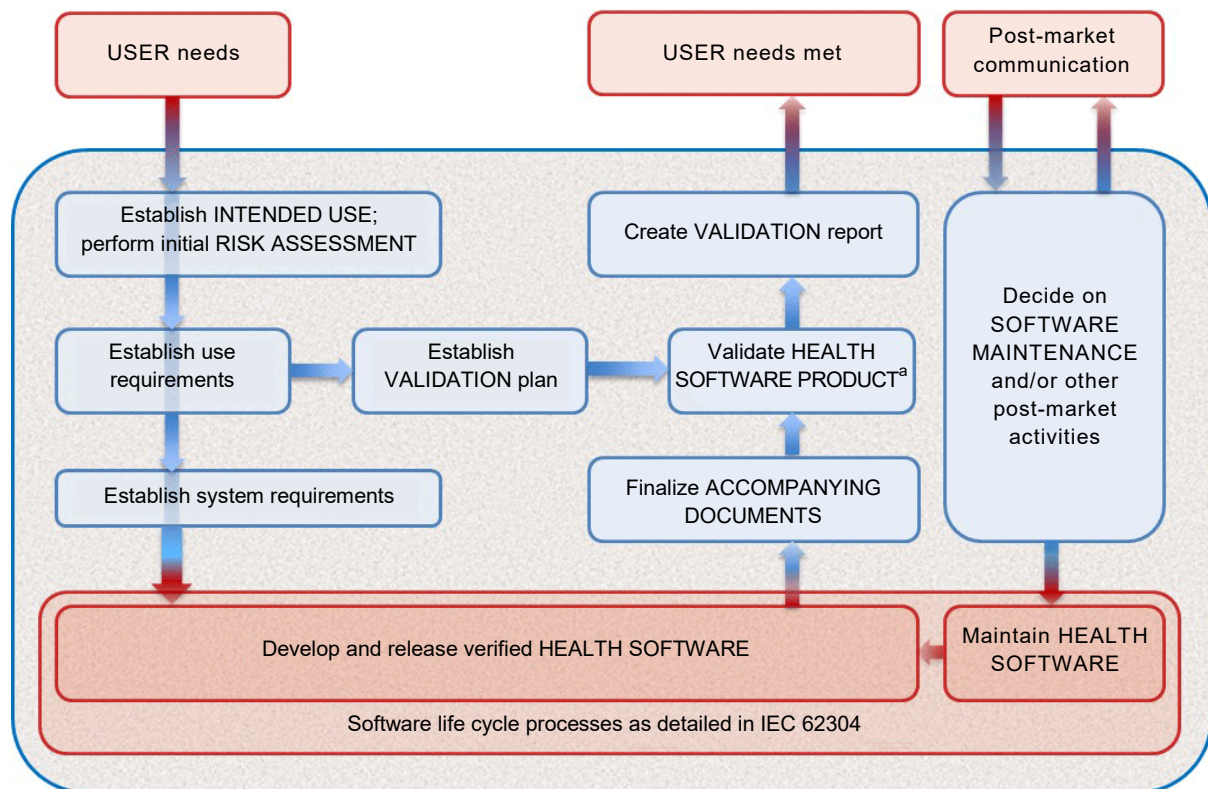 USER needs
USER needs met
Post-market
communication
Establish INTENDED USE;
perform initial RISK ASSESSMENT
Create VALIDATION report
Decide on
SOFTWARE
MAINTENANCE
and/or other
post-market
activities
Establish use
requirements
Establish
VALIDATION plan
Validate HEALTH
SOFTWARE PRODUCTᵃ
Establish system requirements
Finalize ACCOMPANYING
DOCUMENTS
Develop and release verified HEALTH SOFTWARE
Maintain HEALTH
SOFTWARE
Software life cycle processes as detailed in IEC 62304